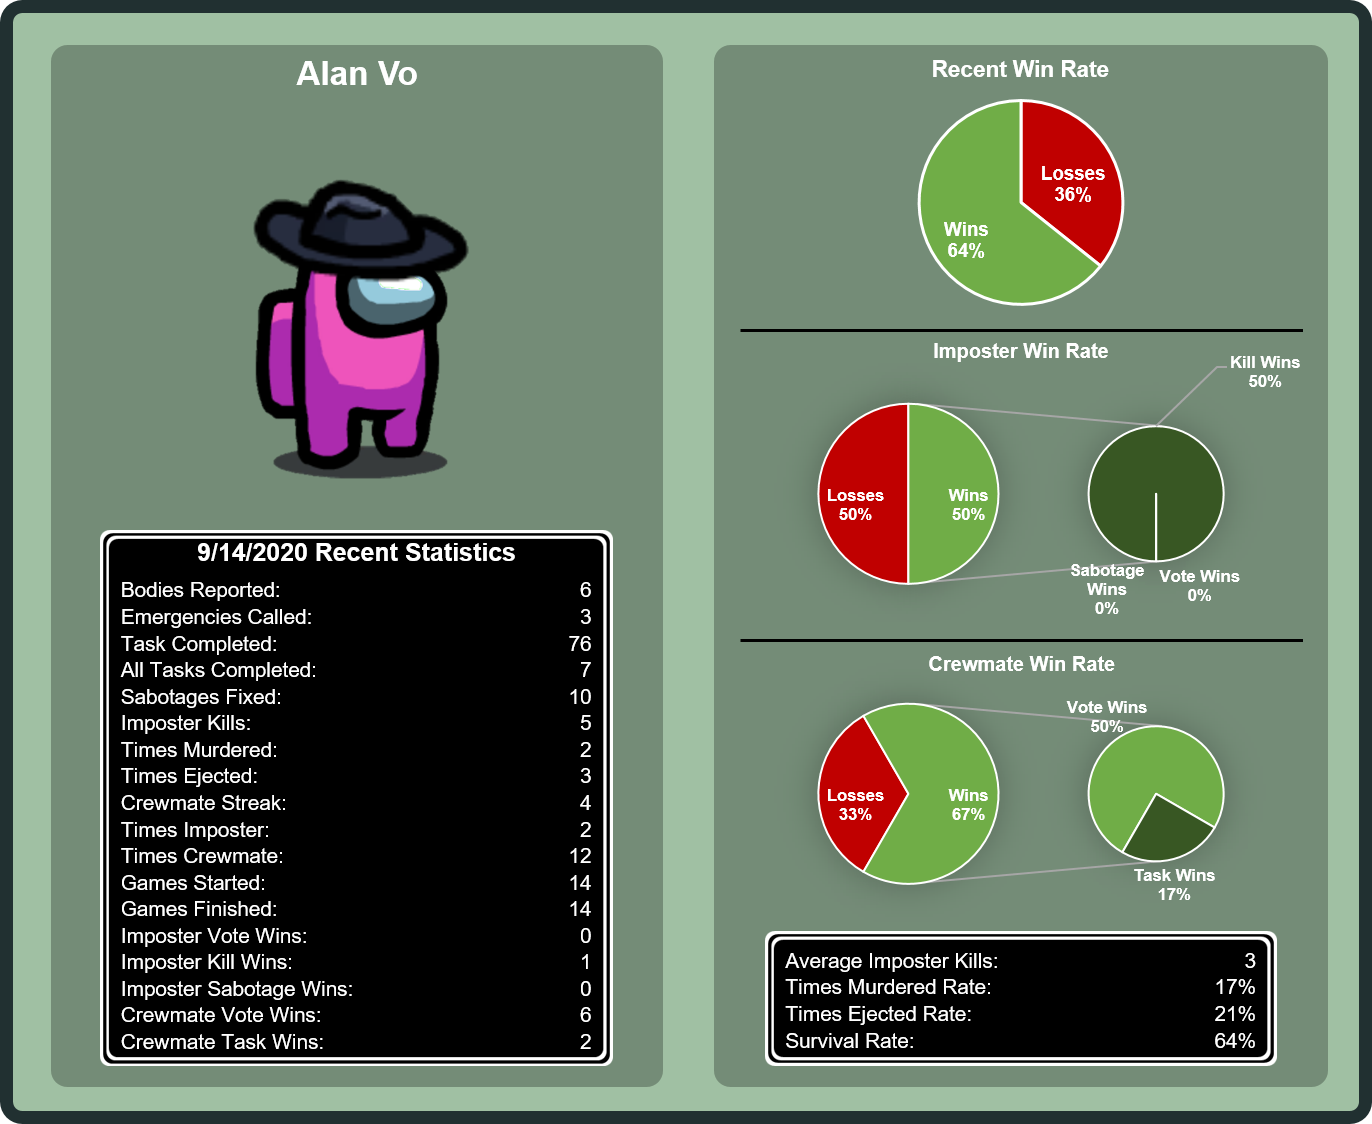 Alan Vo
9/14/2020 Recent Statistics
Bodies Reported: 6
Emergencies Called: 3
Task Completed: 76
All Tasks Completed: 7
Sabotages Fixed: 10
Imposter Kills: 5
Times Murdered: 2
Times Ejected: 3
Crewmate Streak: 4
Times Imposter: 2
Times Crewmate: 12
Games Started: 14
Games Finished: 14
Imposter Vote Wins: 0
Imposter Kill Wins: 1
Imposter Sabotage Wins: 0
Crewmate Vote Wins: 6
Crewmate Task Wins: 2
Recent Win Rate
Losses
36%
Wins
64%
Imposter Win Rate
Kill Wins
50%
Losses
50%
Wins
50%
Sabotage
Wins
0%
Vote Wins
0%
Crewmate Win Rate
Vote Wins
50%
Losses
33%
Wins
67%
Task Wins
17%
Average Imposter Kills: 3
Times Murdered Rate: 17%
Times Ejected Rate: 21%
Survival Rate: 64%